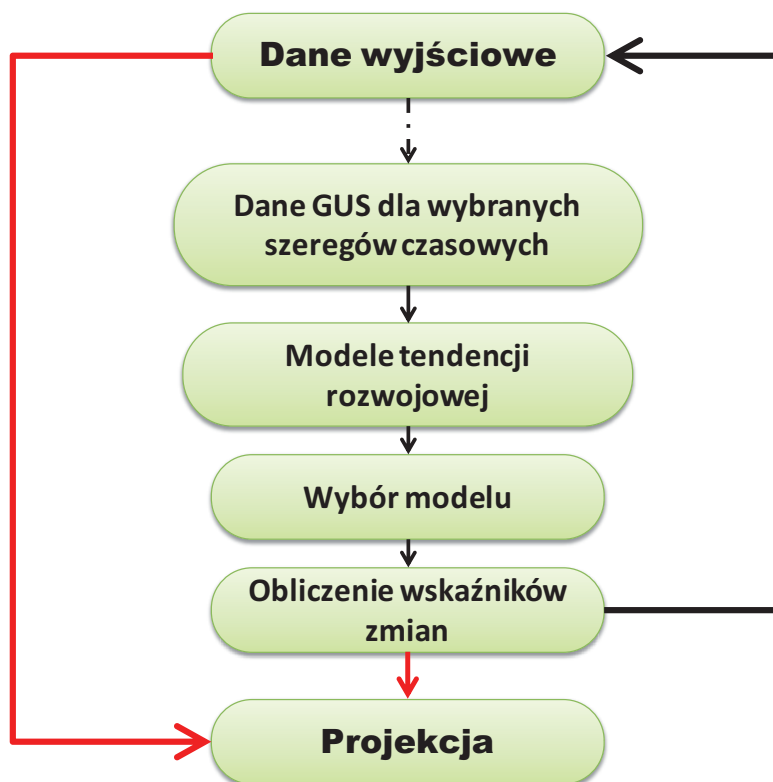 Dane wyjściowe
Dane GUS dla wybranych
szeregów czasowych
Modele tendencji
rozwojowej
Wybór modelu
Obliczenie wskaźników
zmian
Projekcja